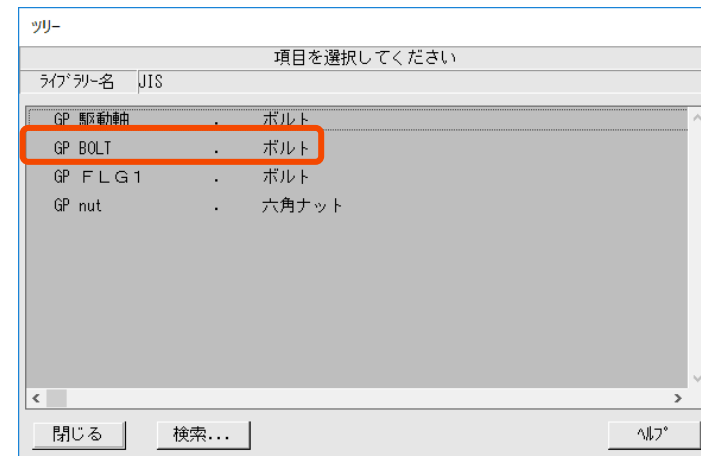 ツリー
項目を選択してください
ﾗｲﾌﾞﾗﾘｰ名 JIS
GP 駆動軸 . ボルト
GP BOLT . ボルト
GP ＦＬＧ１ . ボルト
GP nut . 六角ナット
閉じる 検索... ﾍﾙﾌﾟ